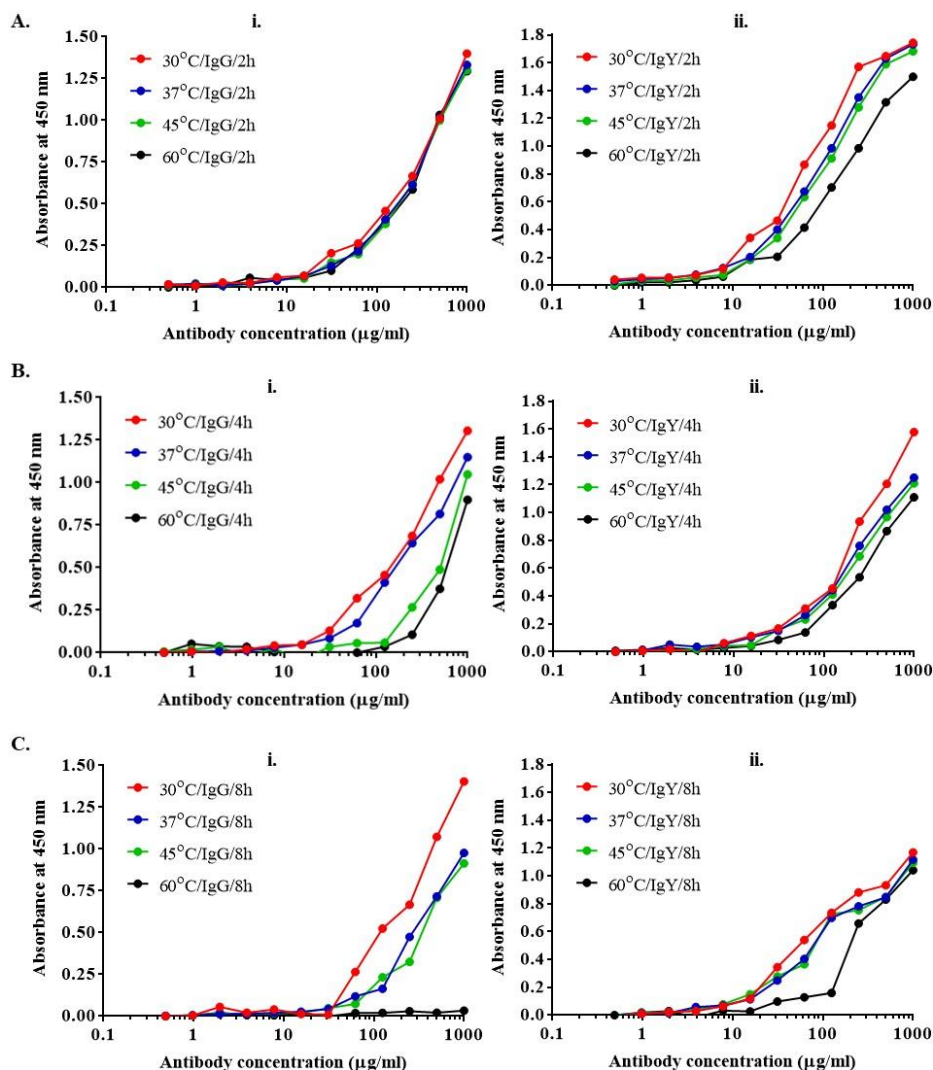 A.
i.
ii.
1.50
1.25
1.00
0.75
0.50
0.25
0.00
Absorbance at 450 nm
30°C/IgG/2h
37°C/IgG/2h
45°C/IgG/2h
60°C/IgG/2h
0.1 1 10 100 1000
Antibody concentration (µg/ml)
1.8
1.6
1.4
1.2
1.0
0.8
0.6
0.4
0.2
0.0
Absorbance at 450 nm
30°C/IgY/2h
37°C/IgY/2h
45°C/IgY/2h
60°C/IgY/2h
0.1 1 10 100 1000
Antibody concentration (µg/ml)
B.
i.
ii.
1.50
1.25
1.00
0.75
0.50
0.25
0.00
Absorbance at 450 nm
30°C/IgG/4h
37°C/IgG/4h
45°C/IgG/4h
60°C/IgG/4h
0.1 1 10 100 1000
Antibody concentration (µg/ml)
1.8
1.6
1.4
1.2
1.0
0.8
0.6
0.4
0.2
0.0
Absorbance at 450 nm
30°C/IgY/4h
37°C/IgY/4h
45°C/IgY/4h
60°C/IgY/4h
0.1 1 10 100 1000
Antibody concentration (µg/ml)
C.
i.
ii.
1.50
1.25
1.00
0.75
0.50
0.25
0.00
Absorbance at 450 nm
30°C/IgG/8h
37°C/IgG/8h
45°C/IgG/8h
60°C/IgG/8h
0.1 1 10 100 1000
Antibody concentration (µg/ml)
1.8
1.6
1.4
1.2
1.0
0.8
0.6
0.4
0.2
0.0
Absorbance at 450 nm
30°C/IgY/8h
37°C/IgY/8h
45°C/IgY/8h
60°C/IgY/8h
0.1 1 10 100 1000
Antibody concentration (µg/ml)